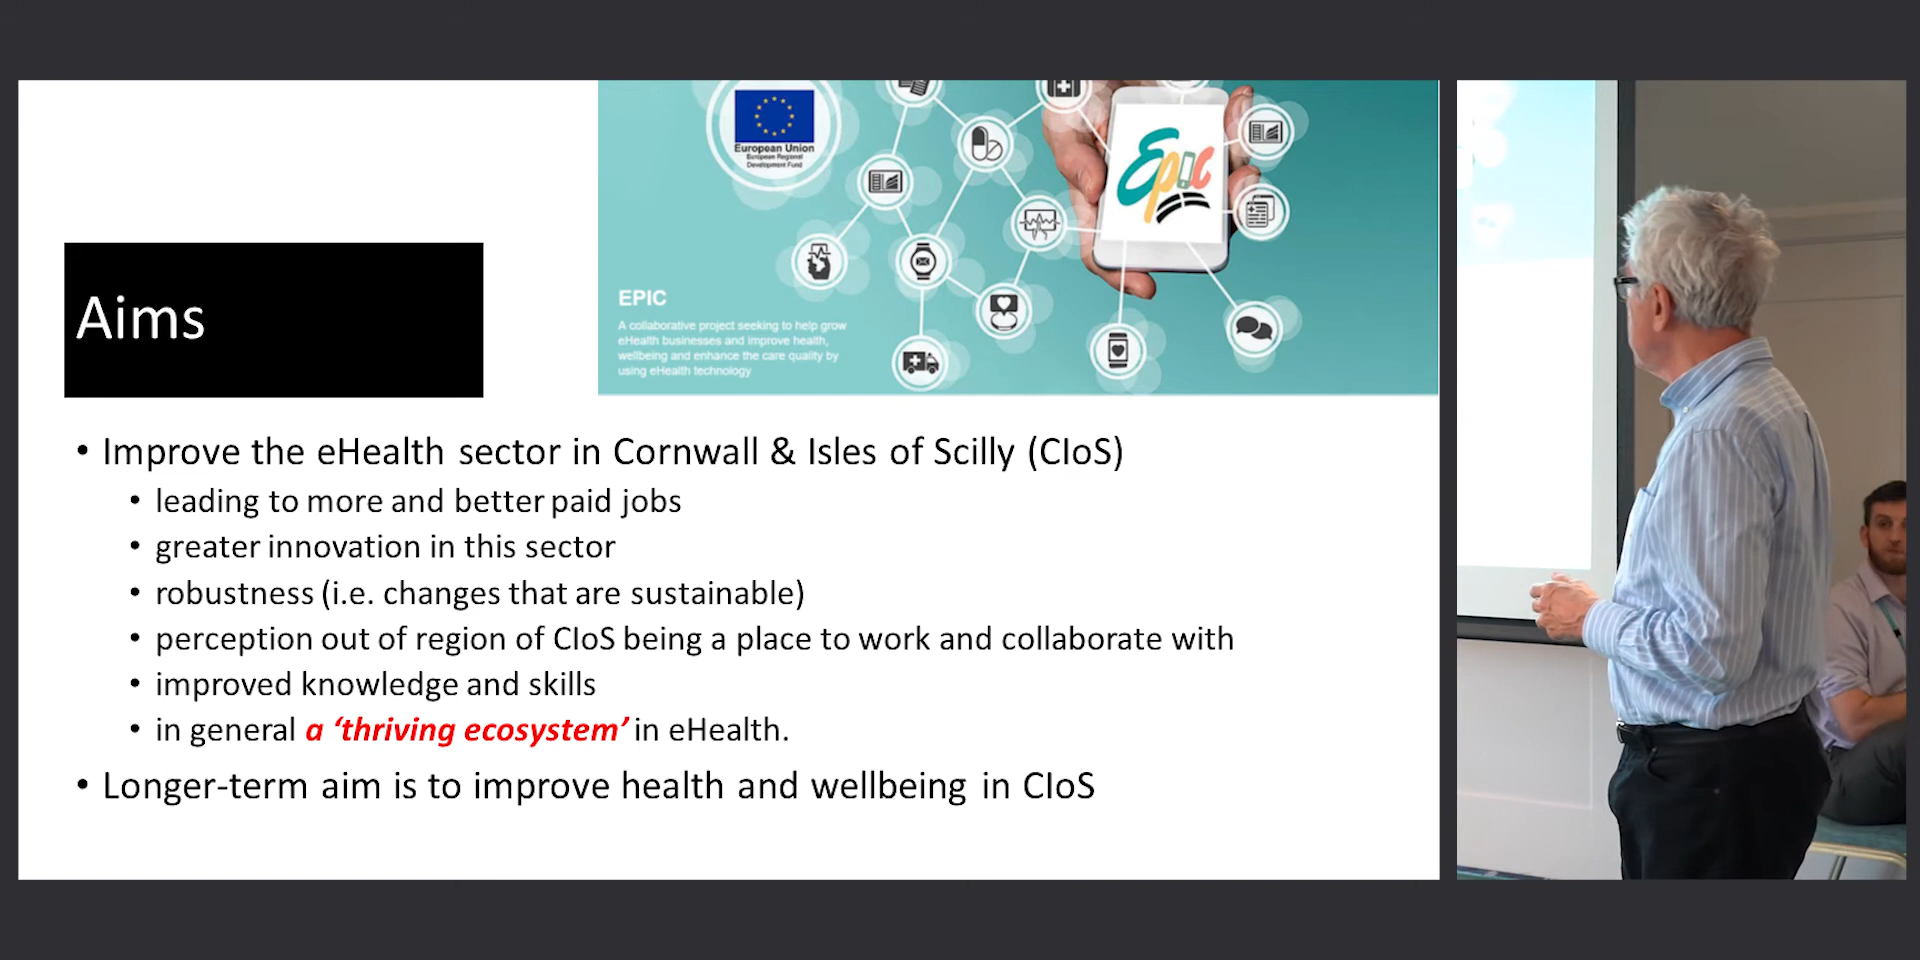 European Union
European Regional
Development Fund
Epic
EPIC
A collaborative project seeking to help grow
eHealth businesses and improve health,
wellbeing and enhance the care quality by
using eHealth technology
Aims
• Improve the eHealth sector in Cornwall & Isles of Scilly (CIoS)
• leading to more and better paid jobs
• greater innovation in this sector
• robustness (i.e. changes that are sustainable)
• perception out of region of CIoS being a place to work and collaborate with
• improved knowledge and skills
• in general a ‘thriving ecosystem’ in eHealth.
• Longer-term aim is to improve health and wellbeing in CIoS